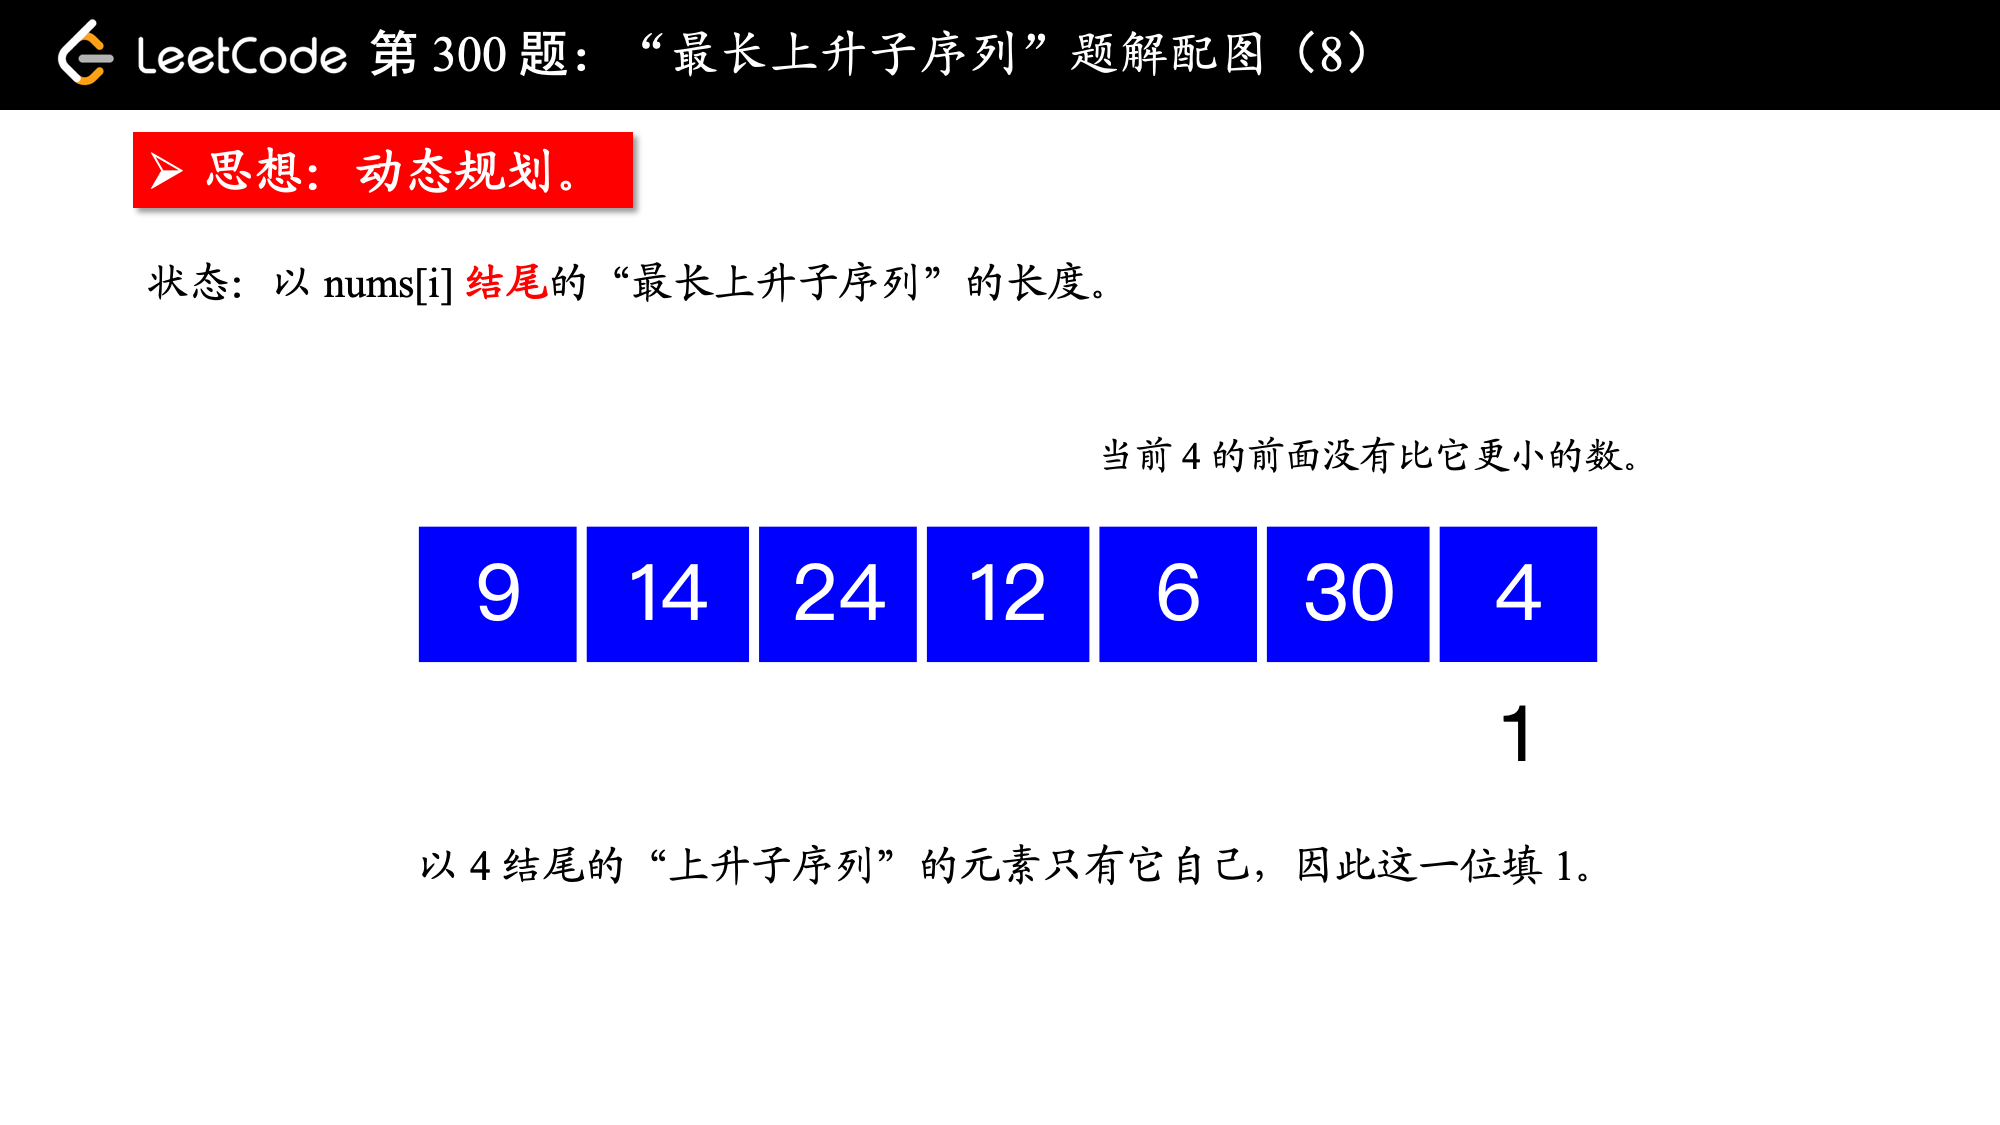 LeetCode 第 300 题：“最长上升子序列”题解配图（8）
➢ 思想：动态规划。
状态：以 nums[i] 结尾的“最长上升子序列”的长度。
当前 4 的前面没有比它更小的数。
9 14 24 12 6 30 4
1
以 4 结尾的“上升子序列”的元素只有它自己，因此这一位填 1。